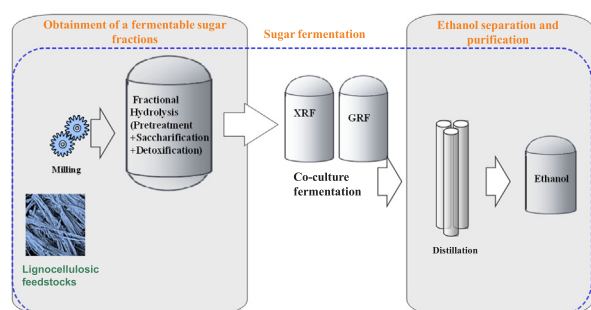 Obtainment of a fermentable sugar
fractions
Sugar fermentation
Ethanol separation and
purification
Fractional
Hydrolysis
(Pretreatment
+Saccharification
+Detoxification)
Milling
Lignocellulosic
feedstocks
XRF
GRF
Co-culture
fermentation
Distillation
Ethanol